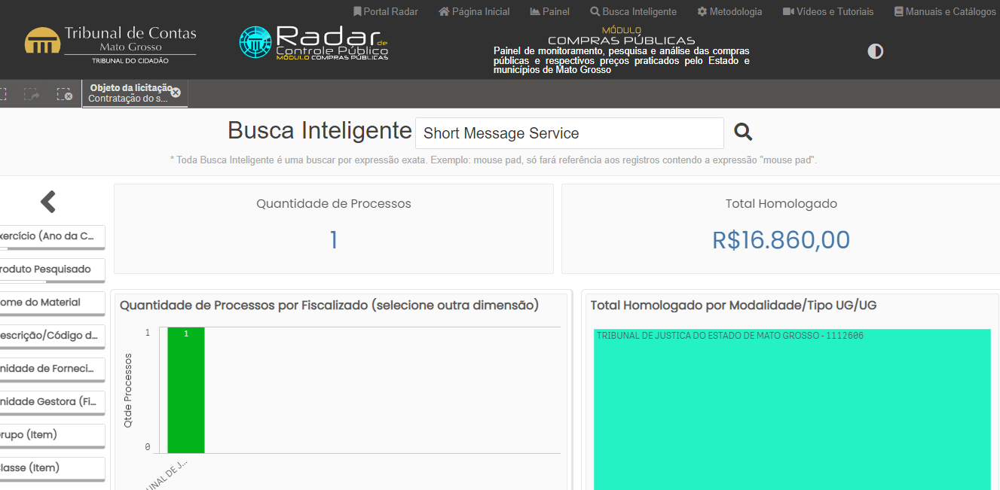 Portal Radar
Página Inicial
Painel
Busca Inteligente
Metodologia
Vídeos e Tutoriais
Manuais e Catálogos
Tribunal de Contas
Mato Grosso
TRIBUNAL DO CIDADÃO
Radar de
Controle Público
MÓDULO COMPRAS PÚBLICAS
MÓDULO
COMPRAS PÚBLICAS
Painel de monitoramento, pesquisa e análise das compras
públicas e respectivos preços praticados pelo Estado e
municípios de Mato Grosso
Objeto da licitação
Contratação do s...
Busca Inteligente
Short Message Service
* Toda Busca Inteligente é uma buscar por expressão exata. Exemplo: mouse pad, só fará referência aos registros contendo a expressão "mouse pad".
xercício (Ano da C...
roduto Pesquisado
ome do Material
escrição/Código d...
nidade de Forneci...
nidade Gestora (Fi...
rupo (Item)
lasse (Item)
Quantidade de Processos
1
Total Homologado
R$16.860,00
Quantidade de Processos por Fiscalizado (selecione outra dimensão)
1
1
Qtde Processos
0
UNAL DE J...
Total Homologado por Modalidade/Tipo UG/UG
TRIBUNAL DE JUSTICA DO ESTADO DE MATO GROSSO - 1112606